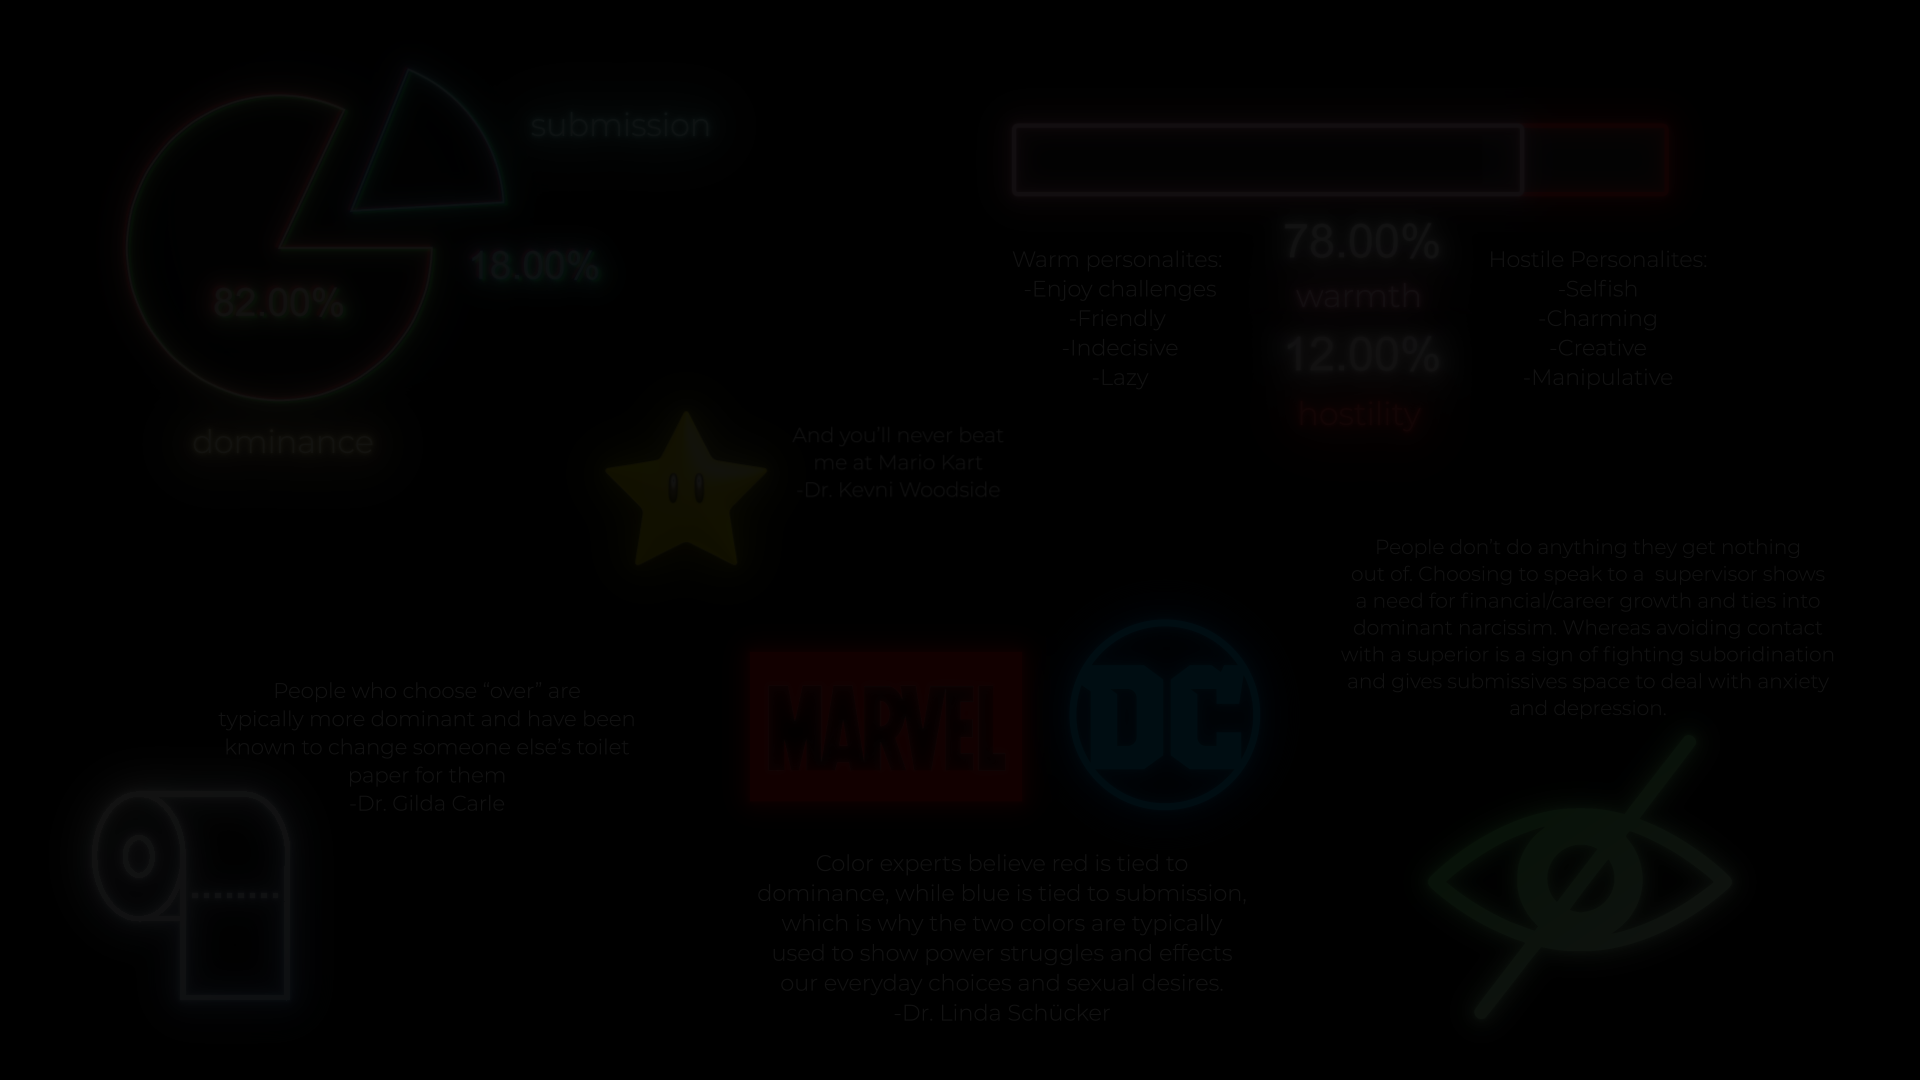 submission
18.00%
82.00%
dominance
78.00%
warmth
12.00%
hostility
Warm personalites:
-Enjoy challenges
-Friendly
-Indecisive
-Lazy
Hostile Personalites:
-Selfish
-Charming
-Creative
-Manipulative
And you'll never beat
me at Mario Kart
-Dr. Kevni Woodside
People don't do anything they get nothing
out of. Choosing to speak to a supervisor shows
a need for financial/career growth and ties into
dominant narcissim. Whereas avoiding contact
with a superior is a sign of fighting suboridination
and gives submissives space to deal with anxiety
and depression.
People who choose “over” are
typically more dominant and have been
known to change someone else's toilet
paper for them
-Dr. Gilda Carle
MARVEL
DC
Color experts believe red is tied to
dominance, while blue is tied to submission,
which is why the two colors are typically
used to show power struggles and effects
our everyday choices and sexual desires.
-Dr. Linda Schücker